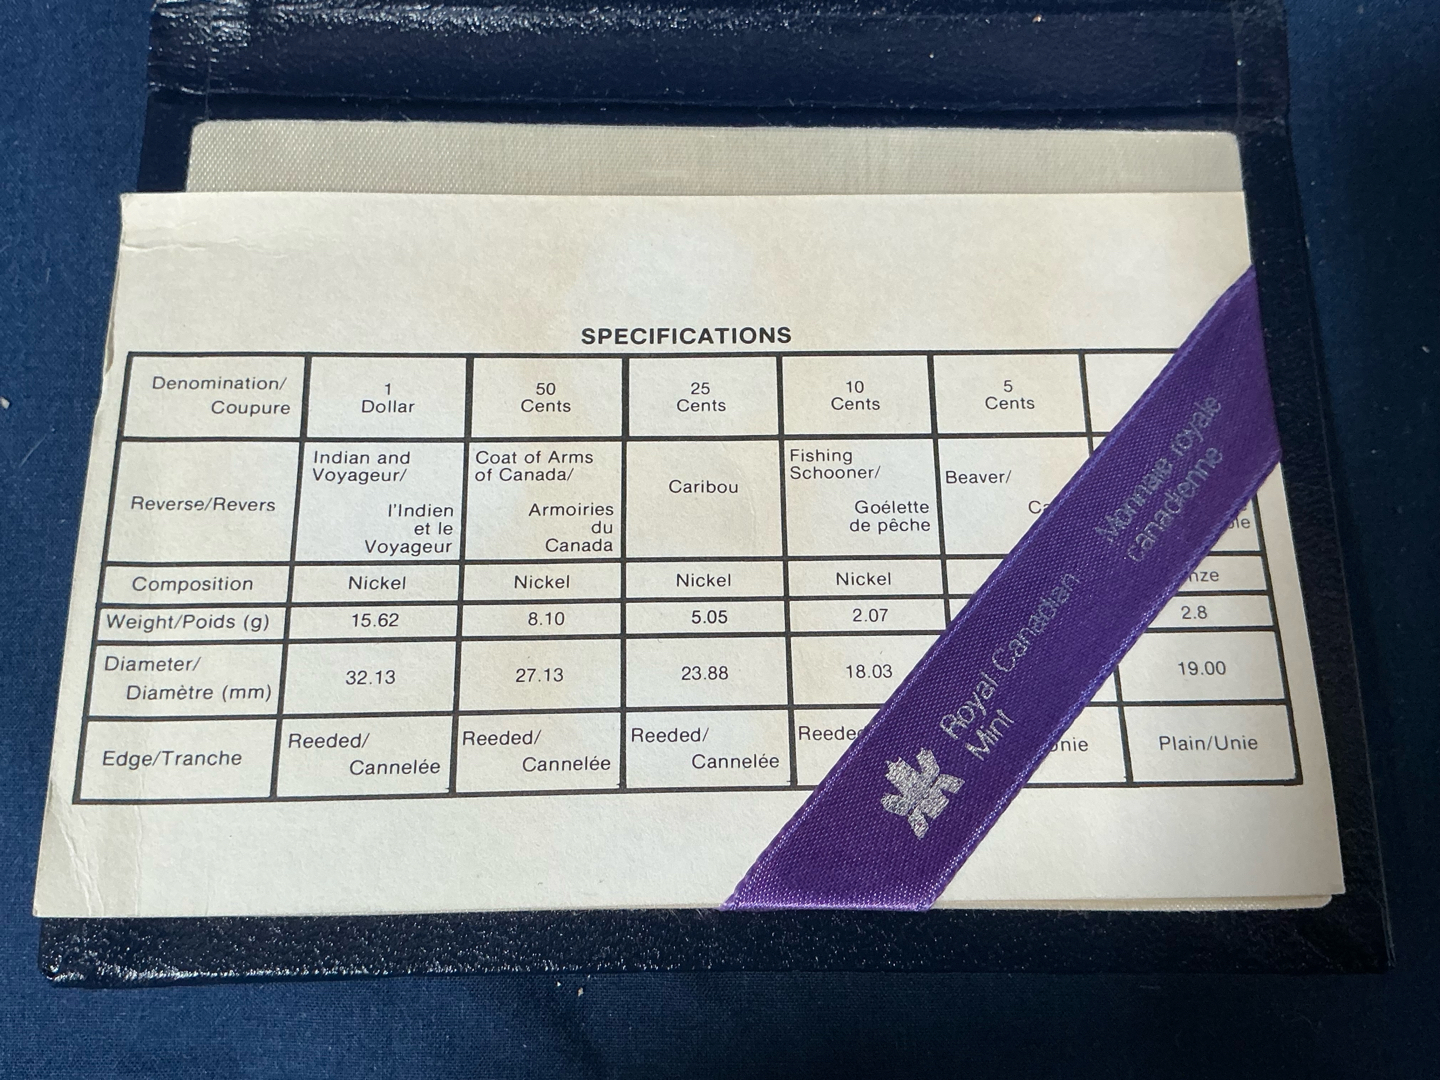 SPECIFICATIONS
Denomination/
Coupure
1
Dollar
50
Cents
25
Cents
10
Cents
5
Cents
Reverse/Revers
Indian and
Voyageur/
l'Indien
et le
Voyageur
Coat of Arms
of Canada/
Armoiries
du
Canada
Caribou
Fishing
Schooner/
Goélette
de pêche
Beaver/
Composition
Nickel
Nickel
Nickel
Nickel
Weight/Poids (g)
15.62
8.10
5.05
2.07
2.8
Diameter/
Diamètre (mm)
32.13
27.13
23.88
18.03
19.00
Edge/Tranche
Reeded/
Cannelée
Reeded/
Cannelée
Reeded/
Cannelée
Plain/Unie
Royal Canadian
Mint
Monnaie royale
canadienne